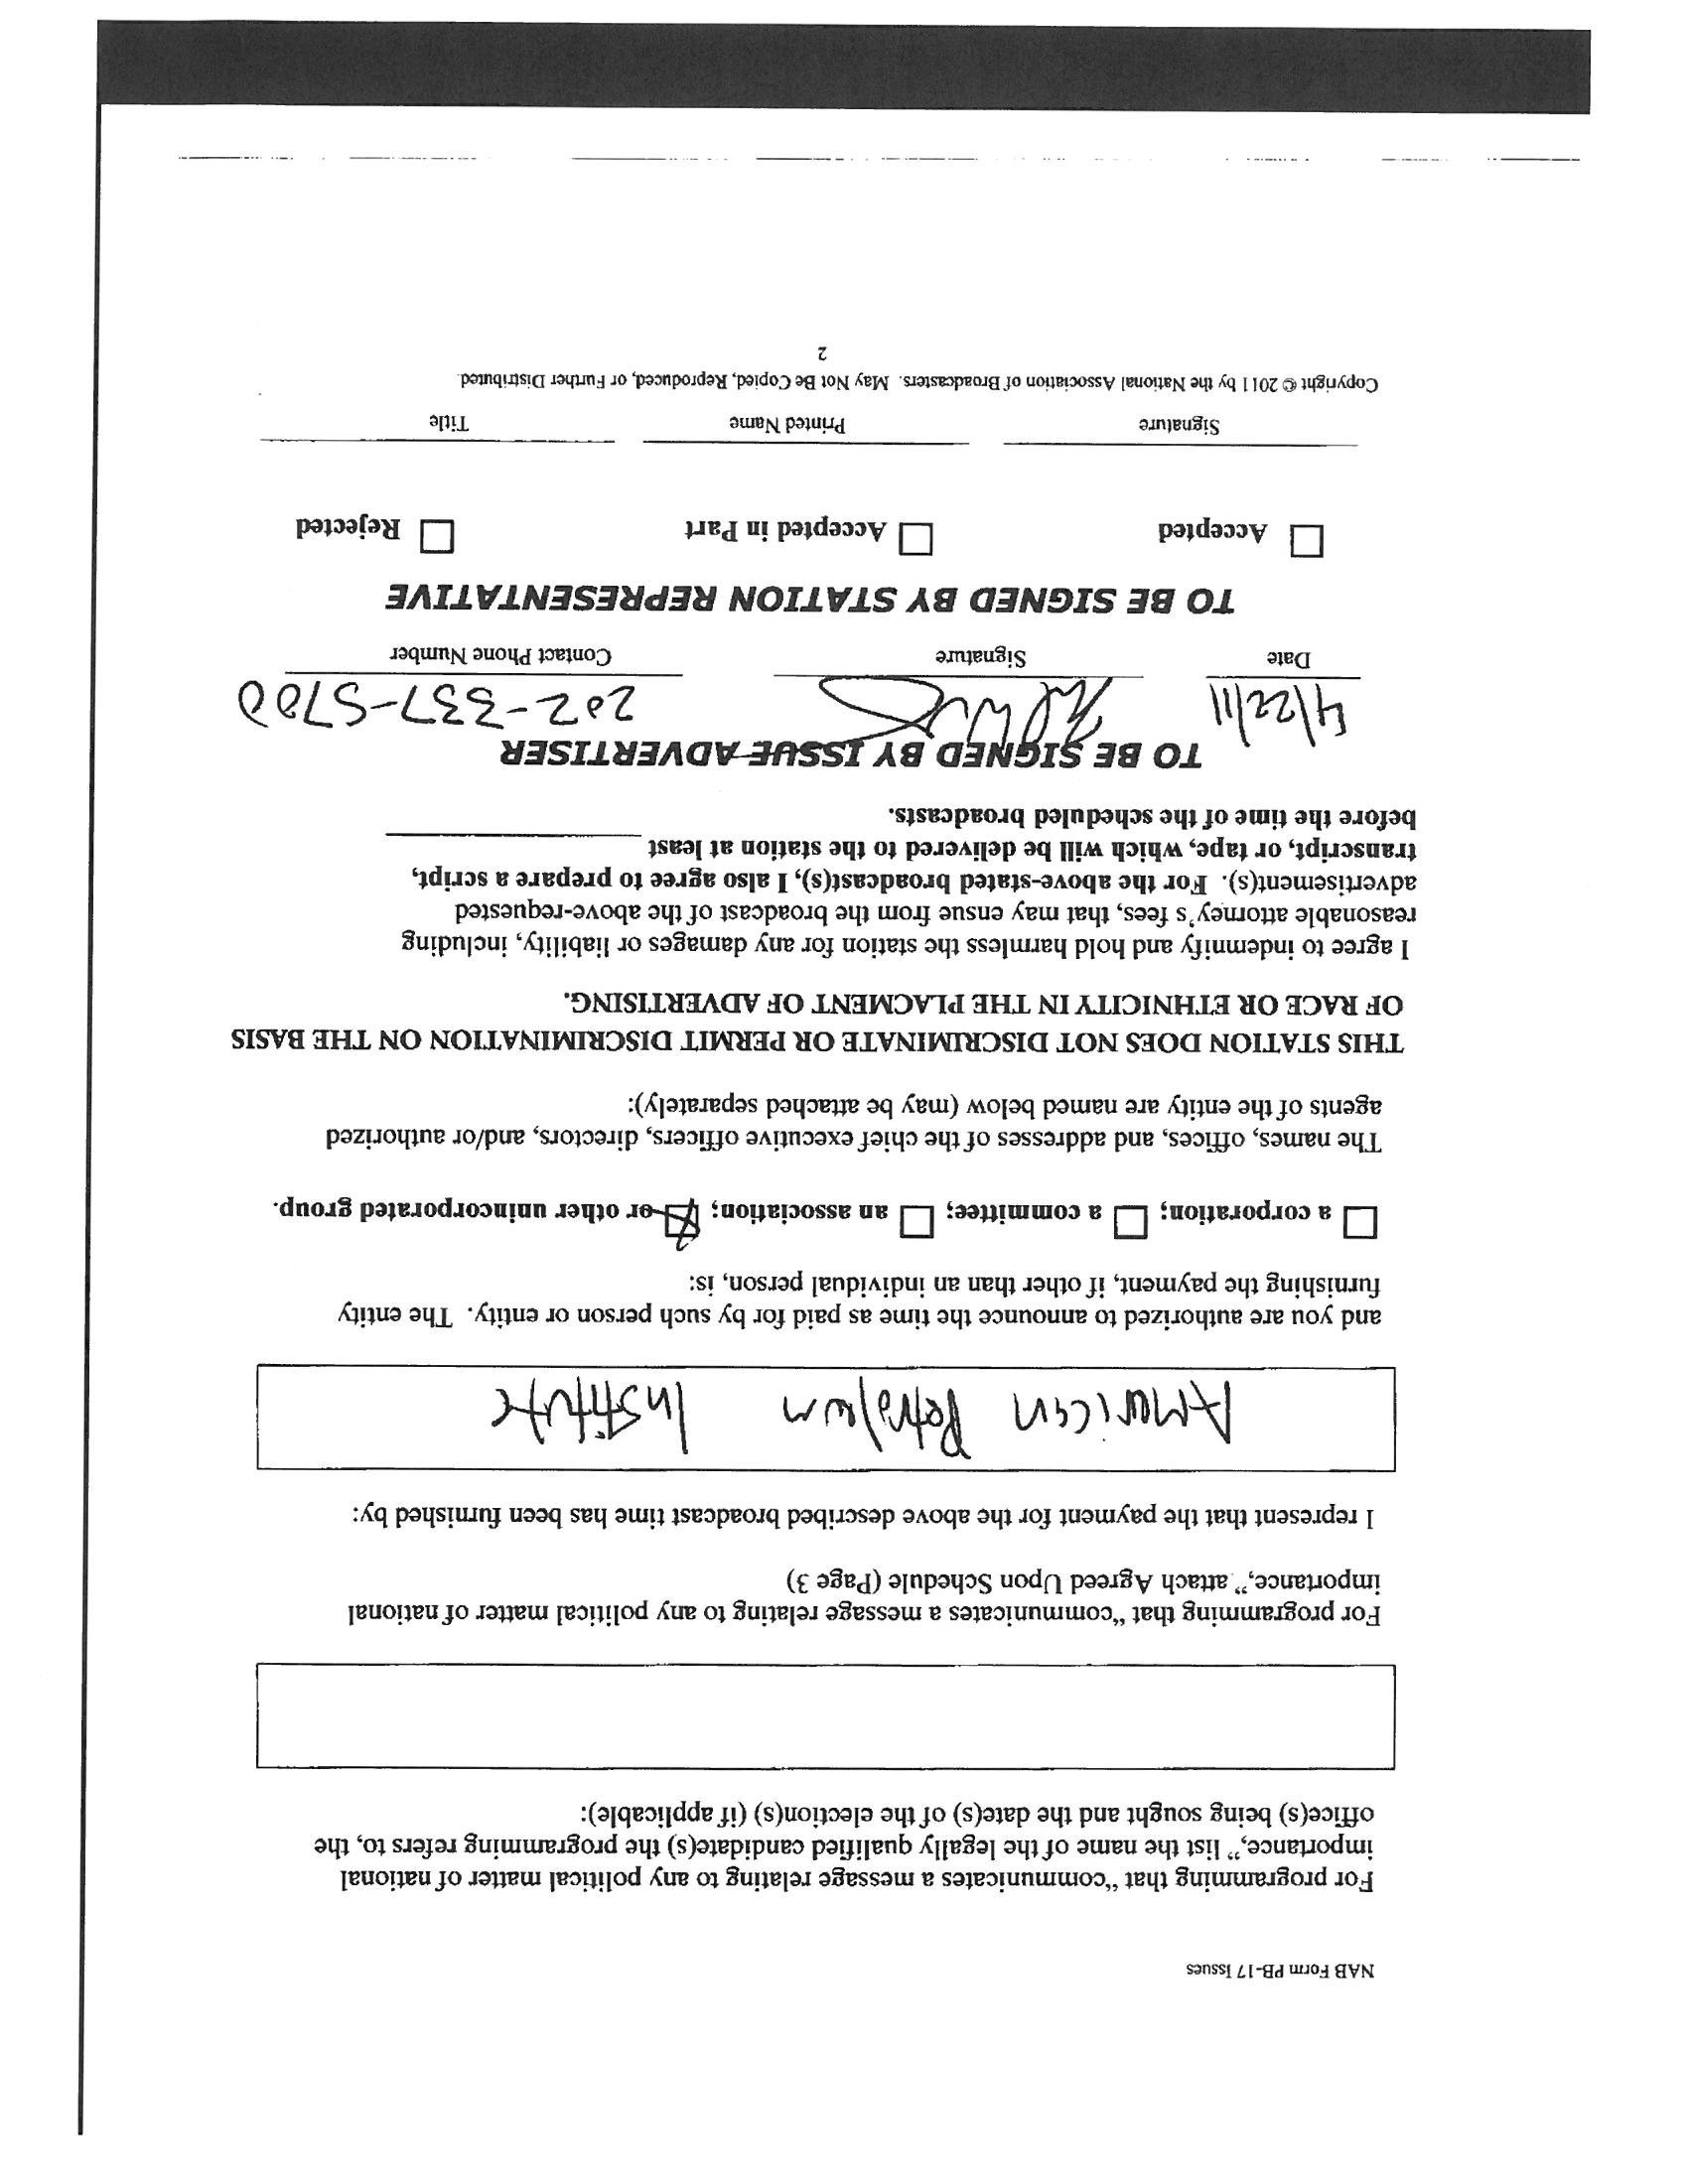 NAB Form PB-17 Issues
For programming that “communicates a message relating to any political matter of national
importance,” list the name of the legally qualified candidate(s) the programming refers to, the
office(s) being sought and the date(s) of the election(s) (if applicable):
For programming that “communicates a message relating to any political matter of national
importance,” attach Agreed Upon Schedule (Page 3)
I represent that the payment for the above described broadcast time has been furnished by:
American Petroleum Institute
and you are authorized to announce the time as paid for by such person or entity. The entity
furnishing the payment, if other than an individual person, is:
a corporation; a committee; an association; or other unincorporated group.
The names, offices, and addresses of the chief executive officers, directors, and/or authorized
agents of the entity are named below (may be attached separately):
THIS STATION DOES NOT DISCRIMINATE OR PERMIT DISCRIMINATION ON THE BASIS
OF RACE OR ETHNICITY IN THE PLACMENT OF ADVERTISING.
I agree to indemnify and hold harmless the station for any damages or liability, including
reasonable attorney’s fees, that may ensue from the broadcast of the above-requested
advertisement(s). For the above-stated broadcast(s), I also agree to prepare a script,
transcript, or tape, which will be delivered to the station at least
before the time of the scheduled broadcasts.
TO BE SIGNED BY ISSUE ADVERTISER
4/22/11 202-337-5700
Date Signature Contact Phone Number
TO BE SIGNED BY STATION REPRESENTATIVE
Accepted Accepted in Part Rejected
Signature Printed Name Title
Copyright © 2011 by the National Association of Broadcasters. May Not Be Copied, Reproduced, or Further Distributed.
2